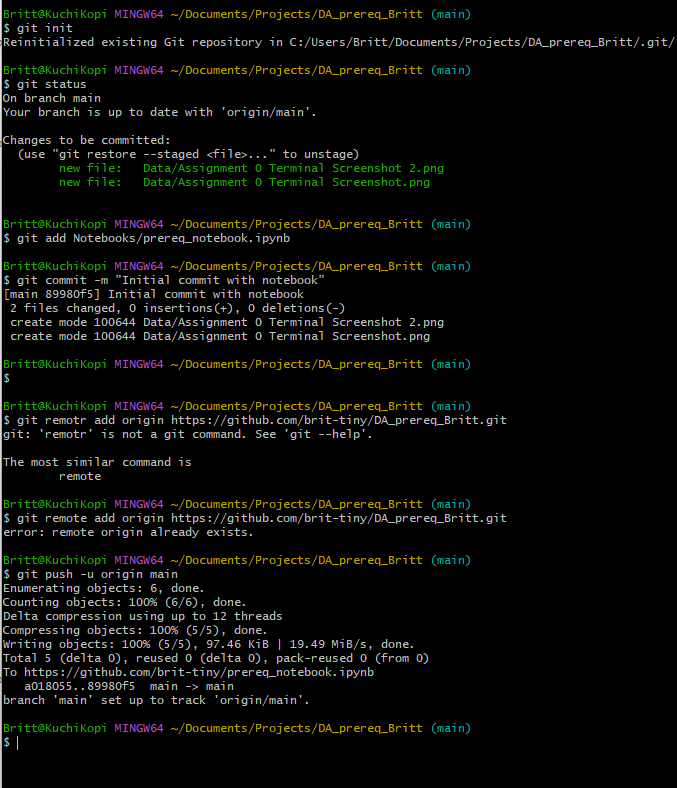 Britt@KuchiKopi MINGW64 ~/Documents/Projects/DA_prereq_Britt (main)
$ git init
Reinitialized existing Git repository in C:/Users/Britt/Documents/Projects/DA_prereq_Britt/.git/
Britt@KuchiKopi MINGW64 ~/Documents/Projects/DA_prereq_Britt (main)
$ git status
On branch main
Your branch is up to date with 'origin/main'.
Changes to be committed:
  (use "git restore --staged <file>..." to unstage)
        new file:   Data/Assignment 0 Terminal Screenshot 2.png
        new file:   Data/Assignment 0 Terminal Screenshot.png
Britt@KuchiKopi MINGW64 ~/Documents/Projects/DA_prereq_Britt (main)
$ git add Notebooks/prereq_notebook.ipynb
Britt@KuchiKopi MINGW64 ~/Documents/Projects/DA_prereq_Britt (main)
$ git commit -m "Initial commit with notebook"
[main 89980f5] Initial commit with notebook
 2 files changed, 0 insertions(+), 0 deletions(-)
 create mode 100644 Data/Assignment 0 Terminal Screenshot 2.png
 create mode 100644 Data/Assignment 0 Terminal Screenshot.png
Britt@KuchiKopi MINGW64 ~/Documents/Projects/DA_prereq_Britt (main)
$
Britt@KuchiKopi MINGW64 ~/Documents/Projects/DA_prereq_Britt (main)
$ git remotr add origin https://github.com/brit-tiny/DA_prereq_Britt.git
git: 'remotr' is not a git command. See 'git --help'.
The most similar command is
        remote
Britt@KuchiKopi MINGW64 ~/Documents/Projects/DA_prereq_Britt (main)
$ git remote add origin https://github.com/brit-tiny/DA_prereq_Britt.git
error: remote origin already exists.
Britt@KuchiKopi MINGW64 ~/Documents/Projects/DA_prereq_Britt (main)
$ git push -u origin main
Enumerating objects: 6, done.
Counting objects: 100% (6/6), done.
Delta compression using up to 12 threads
Compressing objects: 100% (5/5), done.
Writing objects: 100% (5/5), 97.46 KiB | 19.49 MiB/s, done.
Total 5 (delta 0), reused 0 (delta 0), pack-reused 0 (from 0)
To https://github.com/brit-tiny/prereq_notebook.ipynb
   a018055..89980f5  main -> main
branch 'main' set up to track 'origin/main'.
Britt@KuchiKopi MINGW64 ~/Documents/Projects/DA_prereq_Britt (main)
$